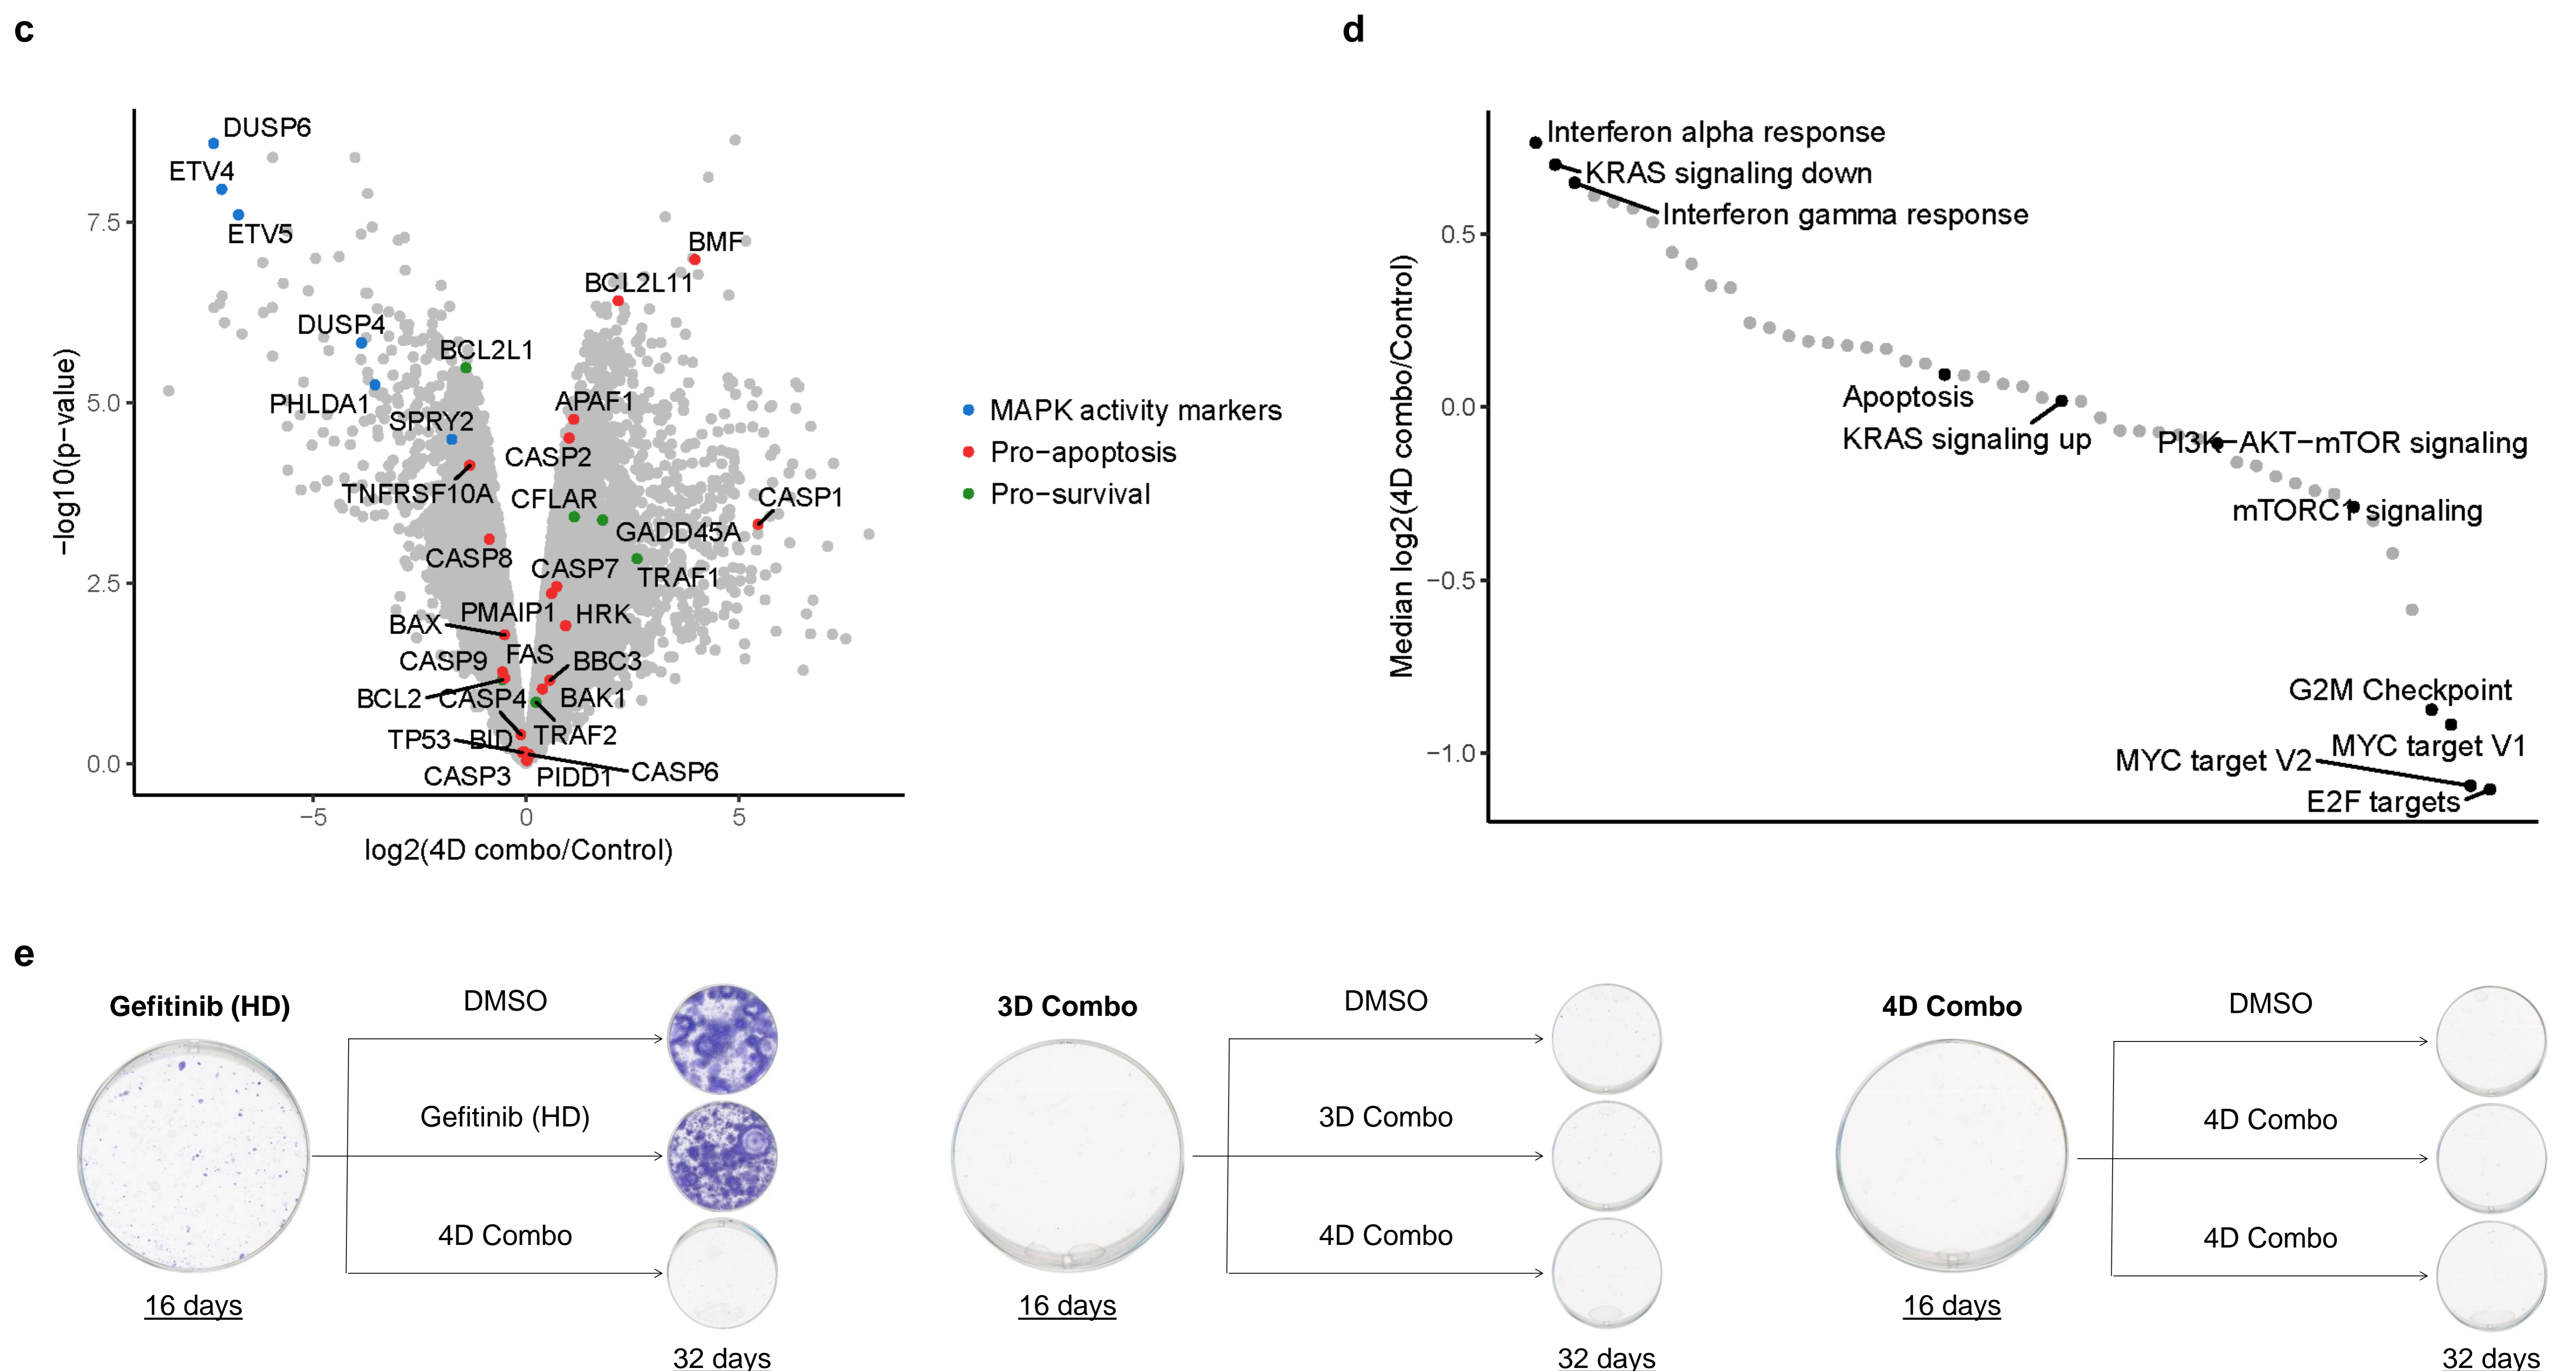 c
−log10(p−value)
7.5
5.0
2.5
0.0
−5
0
5
log2(4D combo/Control)
DUSP6
ETV4
ETV5
BMF
BCL2L11
DUSP4
BCL2L1
PHLDA1
APAF1
SPRY2
CASP2
TNFRSF10A
CFLAR
CASP1
GADD45A
CASP8
CASP7
TRAF1
PMAIP1
HRK
BAX
FAS
CASP9
BBC3
BCL2
CASP4
BAK1
TP53
BID
TRAF2
CASP3
PIDD1
CASP6
MAPK activity markers
Pro−apoptosis
Pro−survival
d
Median log2(4D combo/Control)
0.5
0.0
−0.5
−1.0
Interferon alpha response
KRAS signaling down
Interferon gamma response
Apoptosis
KRAS signaling up
PI3K−AKT−mTOR signaling
mTORC1 signaling
G2M Checkpoint
MYC target V1
MYC target V2
E2F targets
e
Gefitinib (HD)
DMSO
Gefitinib (HD)
4D Combo
16 days
32 days
3D Combo
DMSO
3D Combo
4D Combo
16 days
32 days
4D Combo
DMSO
4D Combo
4D Combo
16 days
32 days